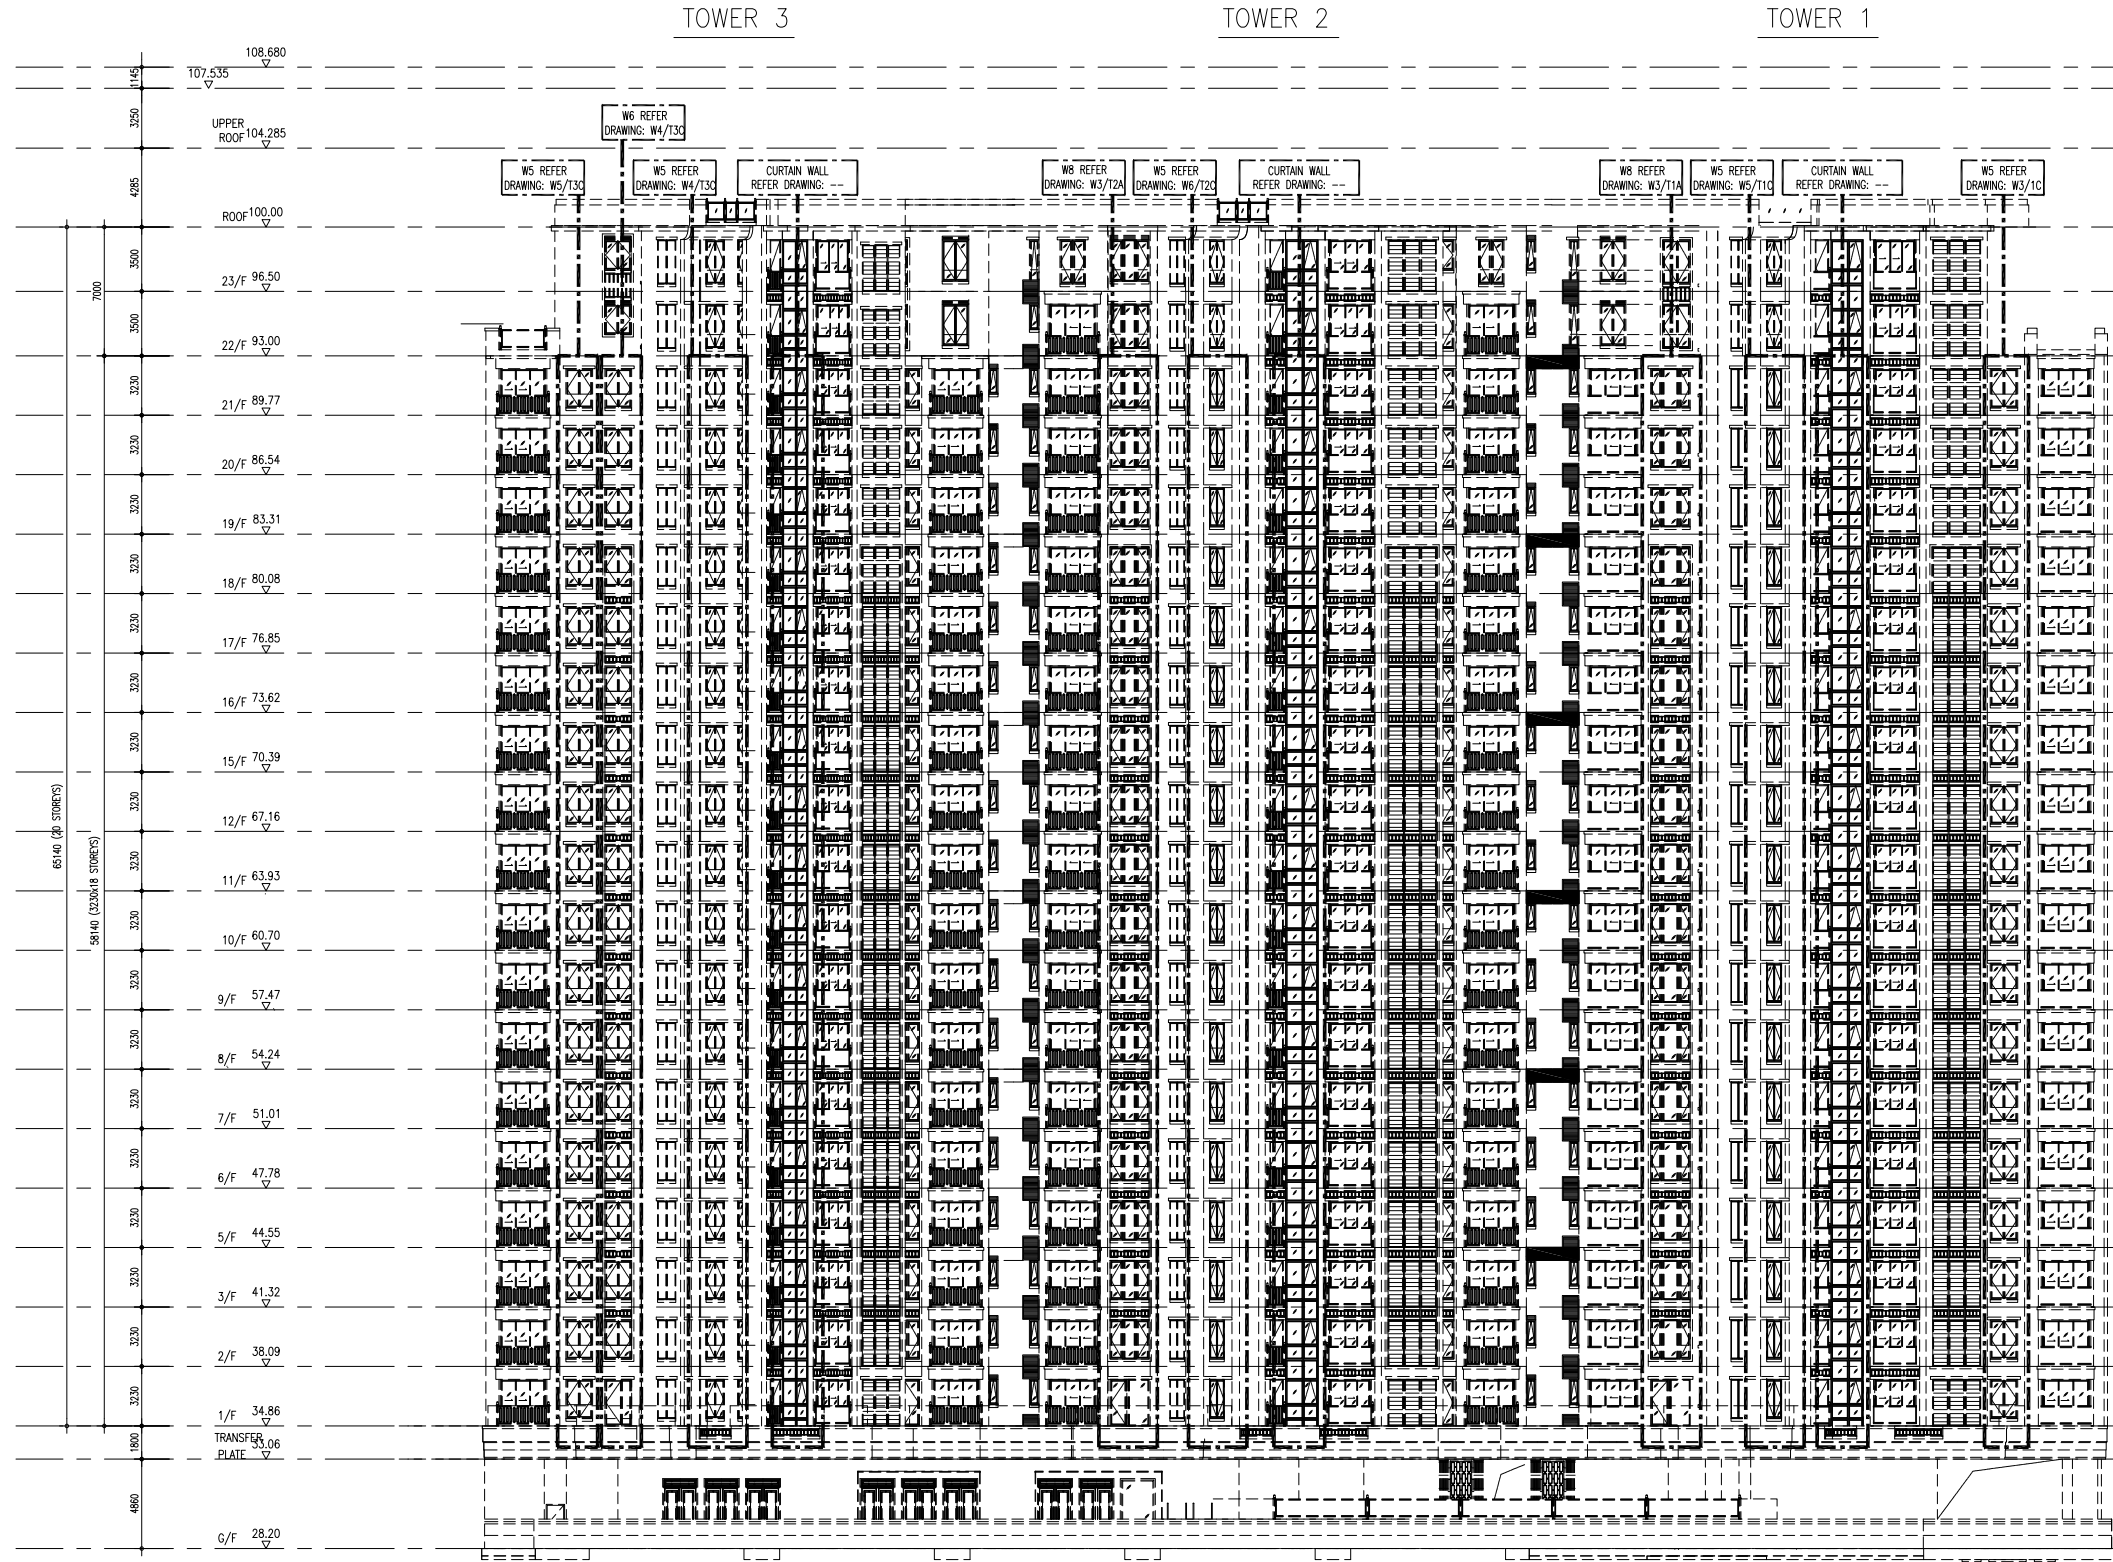 TOWER 3
TOWER 2
TOWER 1
108.680
1145
107.535
3250
UPPER
ROOF 104.285
W6 REFER
DRAWING: W4/T3C
4285
W5 REFER
DRAWING: W5/T3C
W5 REFER
DRAWING: W4/T3C
CURTAIN WALL
REFER DRAWING: --
W8 REFER
DRAWING: W3/T2A
W5 REFER
DRAWING: W6/T2C
CURTAIN WALL
REFER DRAWING: --
W8 REFER
DRAWING: W3/T1A
W5 REFER
DRAWING: W5/T1C
CURTAIN WALL
REFER DRAWING: --
W5 REFER
DRAWING: W3/1C
ROOF 100.00
3500
23/F 96.50
7000
3500
22/F 93.00
3230
21/F 89.77
3230
20/F 86.54
3230
19/F 83.31
3230
18/F 80.08
3230
17/F 76.85
3230
16/F 73.62
3230
15/F 70.39
3230
12/F 67.16
65140 (20 STOREYS)
58140 (3230x18 STOREYS)
3230
11/F 63.93
3230
10/F 60.70
3230
9/F 57.47
3230
8/F 54.24
3230
7/F 51.01
3230
6/F 47.78
3230
5/F 44.55
3230
3/F 41.32
3230
2/F 38.09
3230
1/F 34.86
1800
TRANSFER
PLATE 33.06
4860
G/F 28.20